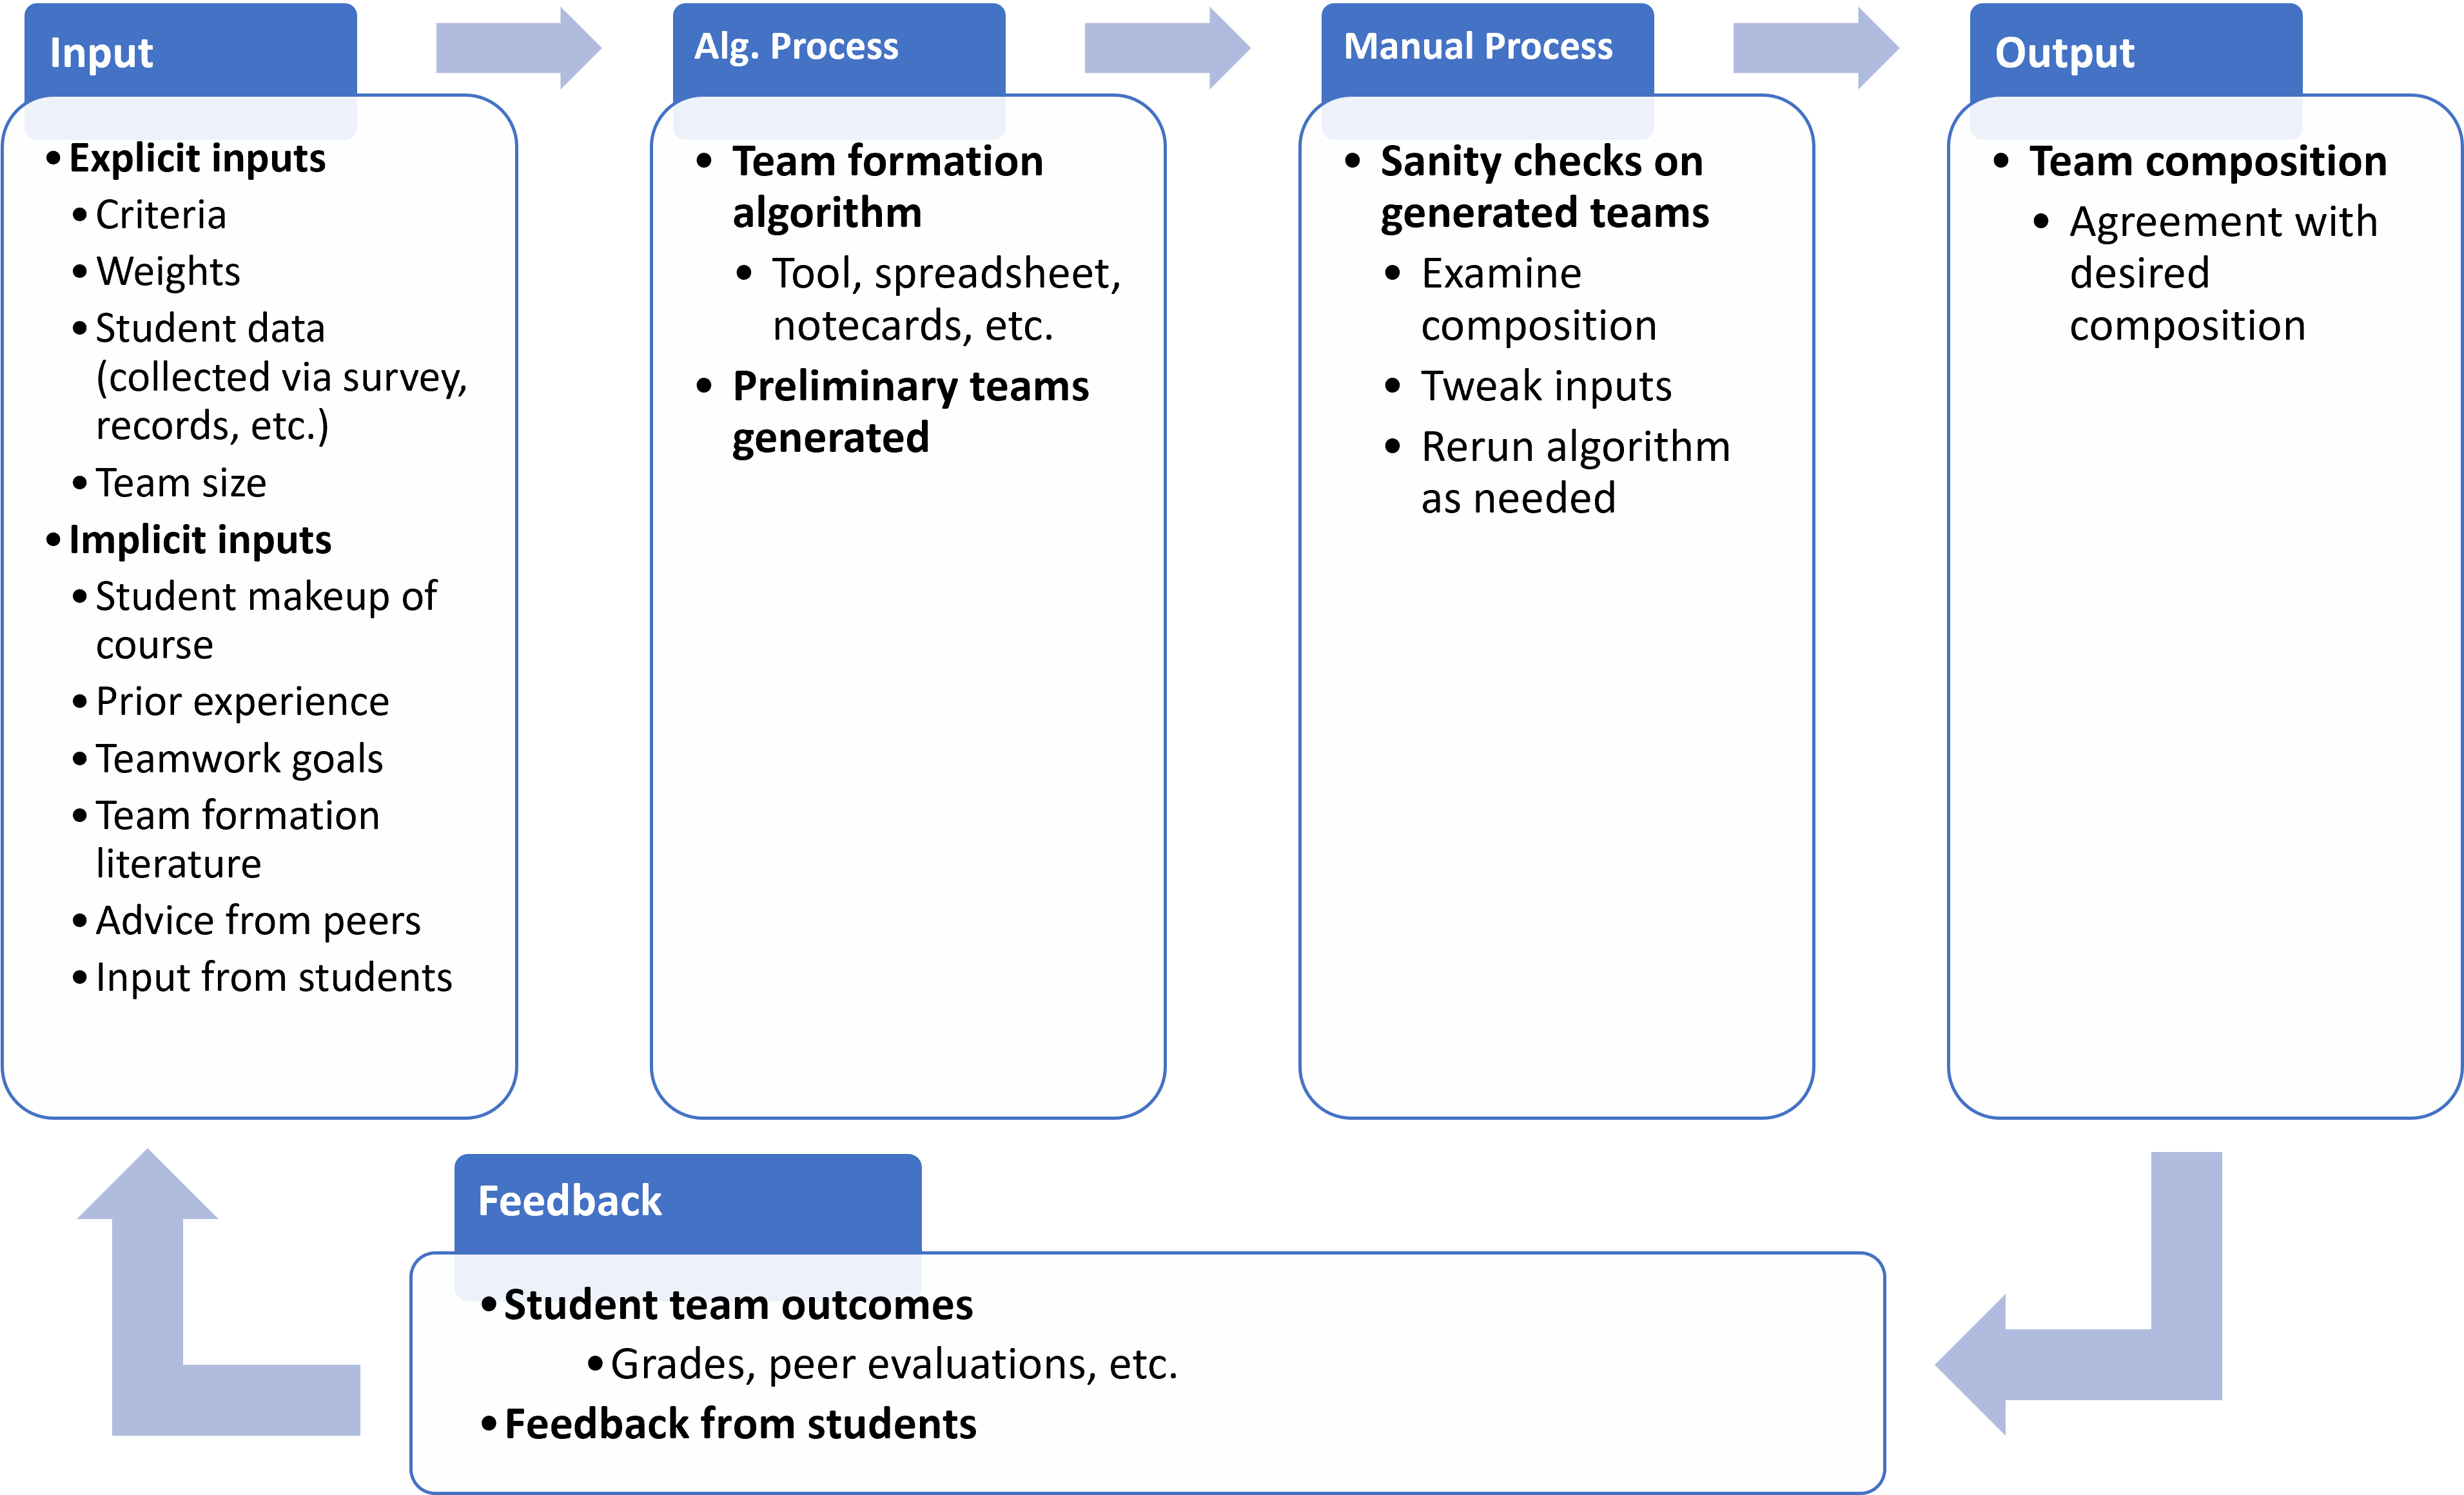 Input
• Explicit inputs
• Criteria
• Weights
• Student data
(collected via survey,
records, etc.)
• Team size
• Implicit inputs
• Student makeup of
course
• Prior experience
• Teamwork goals
• Team formation
literature
• Advice from peers
• Input from students
Alg. Process
• Team formation
algorithm
• Tool, spreadsheet,
notecards, etc.
• Preliminary teams
generated
Manual Process
• Sanity checks on
generated teams
• Examine
composition
• Tweak inputs
• Rerun algorithm
as needed
Output
• Team composition
• Agreement with
desired
composition
Feedback
• Student team outcomes
• Grades, peer evaluations, etc.
• Feedback from students